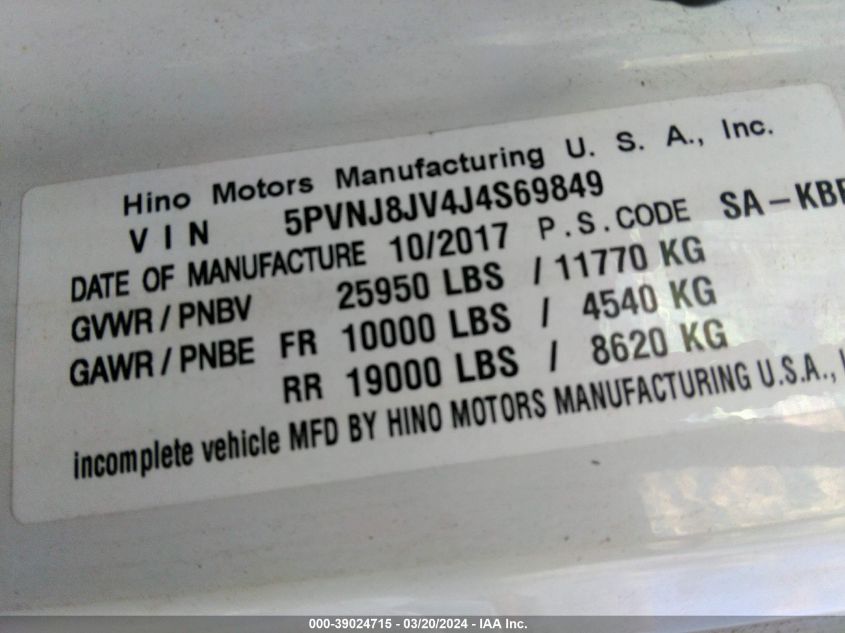 Hino Motors Manufacturing U. S. A., Inc.
VIN 5PVNJ8JV4J4S69849
DATE OF MANUFACTURE 10/2017 P.S.CODE SA-KBE
GVWR / PNBV 25950 LBS / 11770 KG
GAWR / PNBE FR 10000 LBS / 4540 KG
RR 19000 LBS / 8620 KG
incomplete vehicle MFD BY HINO MOTORS MANUFACTURING U.S.A.,
000-39024715 - 03/20/2024 - IAA Inc.